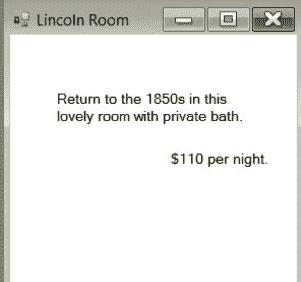 Lincoln Room
Return to the 1850s in this
lovely room with private bath.
$110 per night.